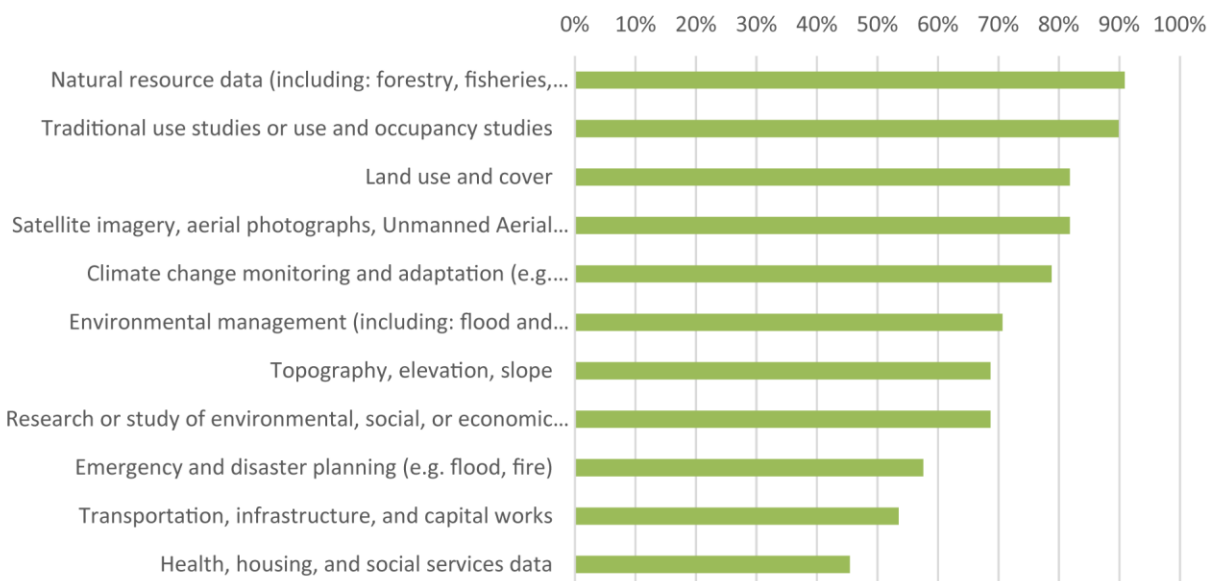 0% 10% 20% 30% 40% 50% 60% 70% 80% 90% 100%
Natural resource data (including: forestry, fisheries,...
Traditional use studies or use and occupancy studies
Land use and cover
Satellite imagery, aerial photographs, Unmanned Aerial...
Climate change monitoring and adaptation (e.g....
Environmental management (including: flood and...
Topography, elevation, slope
Research or study of environmental, social, or economic...
Emergency and disaster planning (e.g. flood, fire)
Transportation, infrastructure, and capital works
Health, housing, and social services data